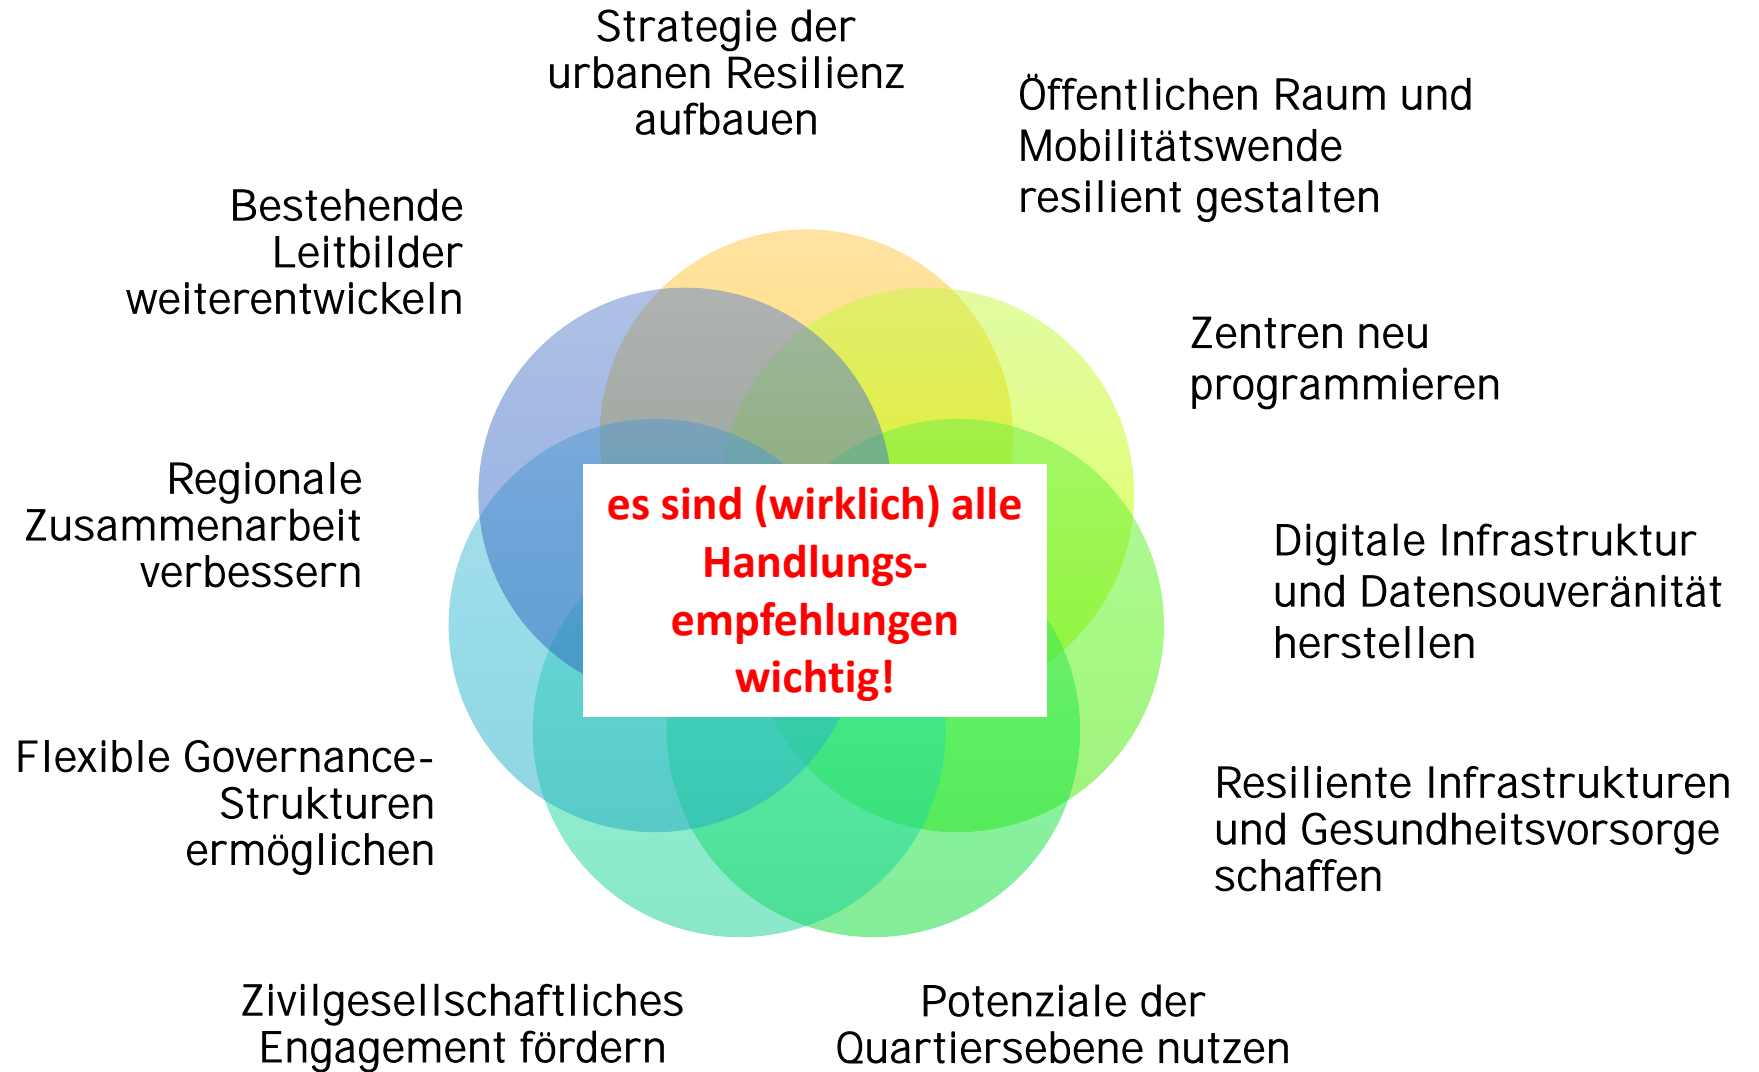 Strategie der
urbanen Resilienz
aufbauen
Öffentlichen Raum und
Mobilitätswende
resilient gestalten
Zentren neu
programmieren
Digitale Infrastruktur
und Datensouveränität
herstellen
Resiliente Infrastrukturen
und Gesundheitsvorsorge
schaffen
Potenziale der
Quartiersebene nutzen
Zivilgesellschaftliches
Engagement fördern
Flexible Governance-
Strukturen
ermöglichen
Regionale
Zusammenarbeit
verbessern
Bestehende
Leitbilder
weiterentwickeln
es sind (wirklich) alle
Handlungs-
empfehlungen
wichtig!